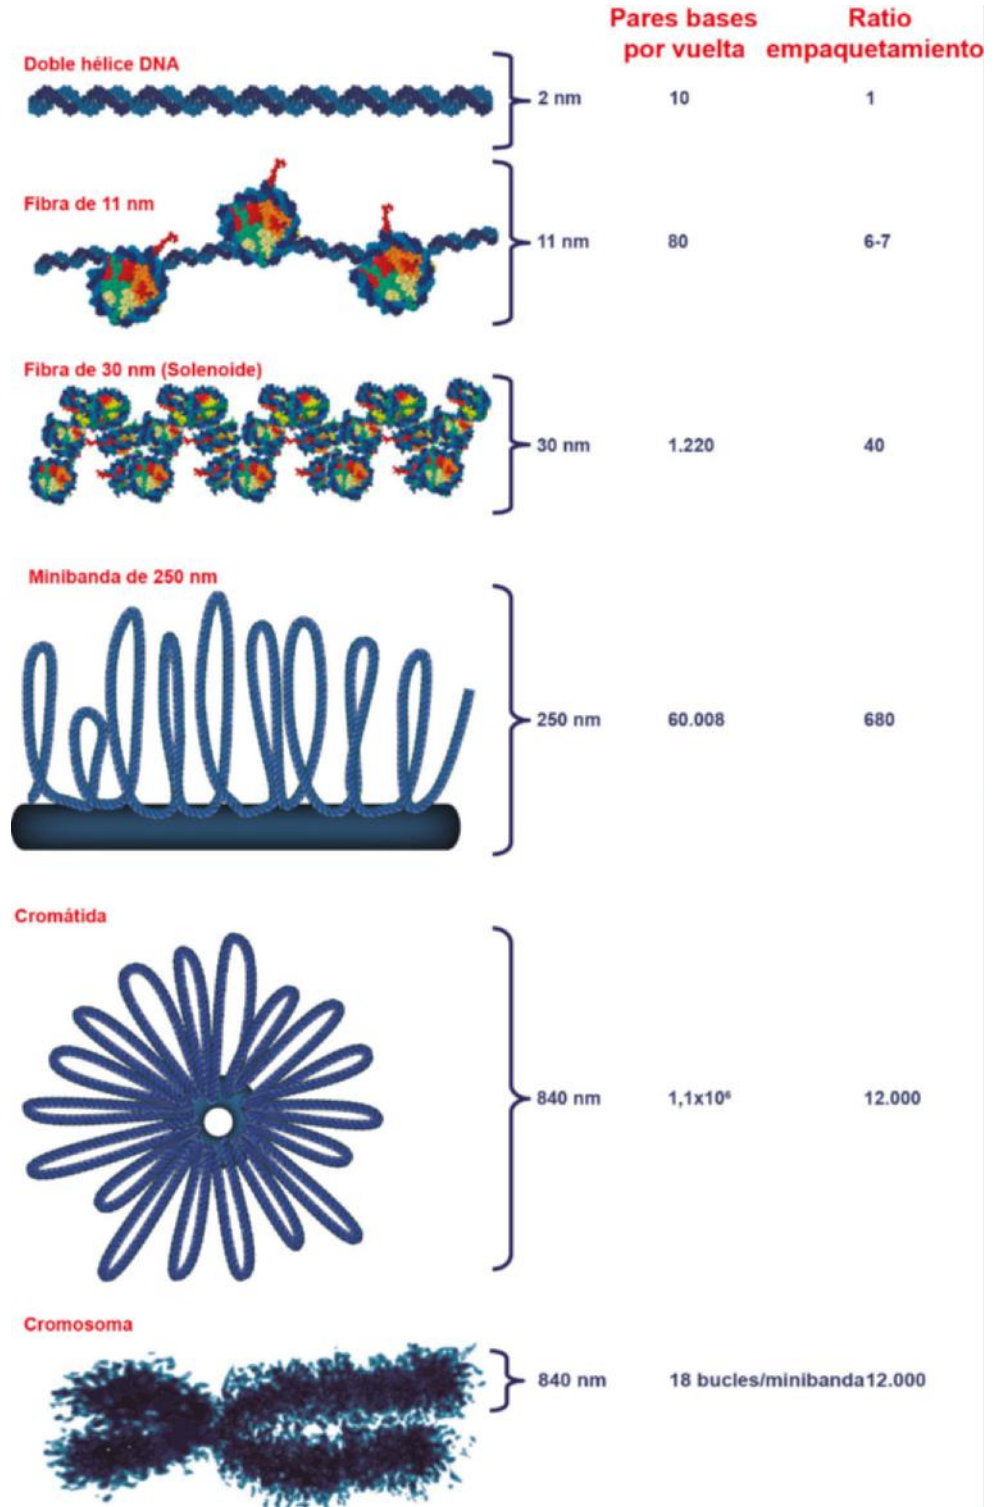 Pares bases por vuelta
Ratio empaquetamiento
Doble hélice DNA
2 nm 10 1
Fibra de 11 nm
11 nm 80 6-7
Fibra de 30 nm (Solenoide)
30 nm 1.220 40
Minibanda de 250 nm
250 nm 60.008 680
Cromátida
840 nm 1,1x10⁶ 12.000
Cromosoma
840 nm 18 bucles/minibanda 12.000